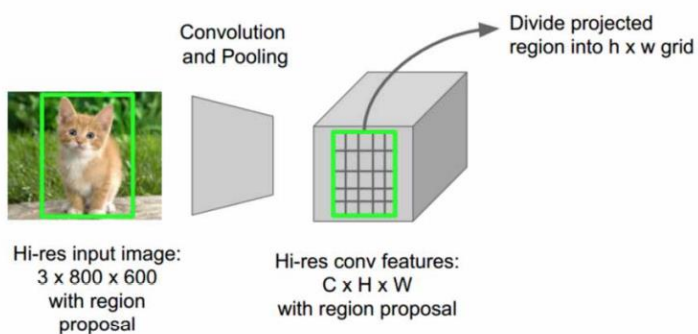 Convolution
and Pooling
Divide projected
region into h x w grid
Hi-res input image:
3 x 800 x 600
with region
proposal
Hi-res conv features:
C x H x W
with region proposal